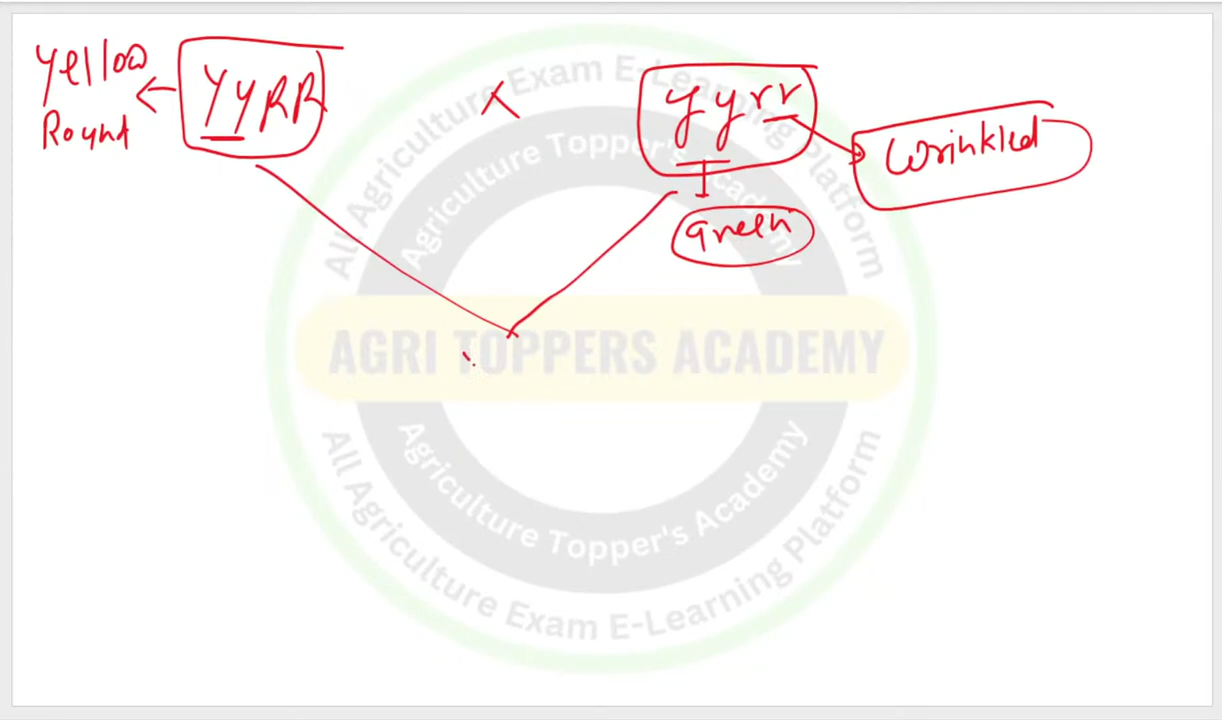 Yellow
Round
YYRR
X
yyrr
Wrinkled
Green
All Agriculture Exam E-Learning Platform
Agriculture Topper's Academy
AGRI TOPPERS ACADEMY
Agriculture Topper's Academy
All Agriculture Exam E-Learning Platform